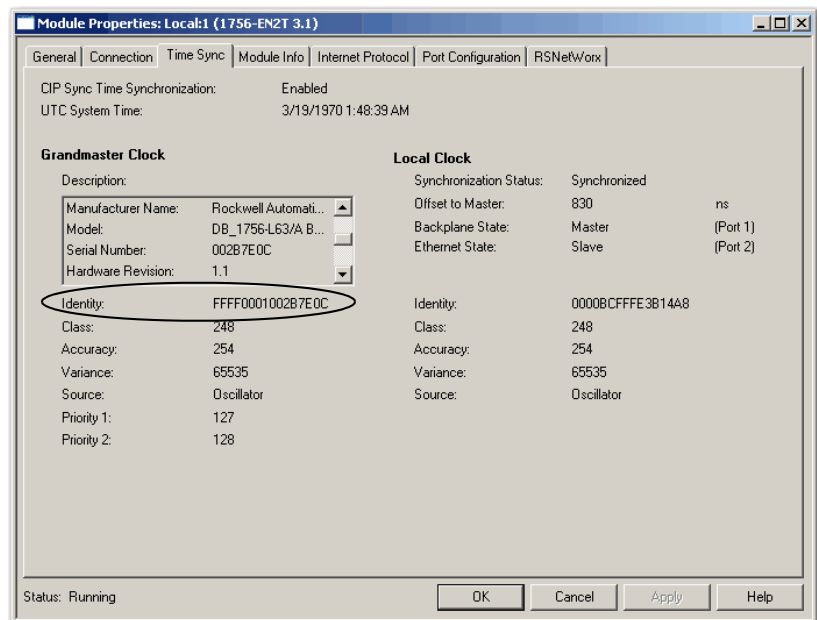 Module Properties: Local:1 (1756-EN2T 3.1)
General Connection Time Sync Module Info Internet Protocol Port Configuration RSNetWorx
CIP Sync Time Synchronization: Enabled
UTC System Time: 3/19/1970 1:48:39 AM
Grandmaster Clock
Description:
Manufacturer Name: Rockwell Automati...
Model: DB_1756-L63/A B...
Serial Number: 002B7E0C
Hardware Revision: 1.1
Identity: FFFF0001002B7E0C
Class: 248
Accuracy: 254
Variance: 65535
Source: Oscillator
Priority 1: 127
Priority 2: 128
Local Clock
Synchronization Status: Synchronized
Offset to Master: 830 ns
Backplane State: Master (Port 1)
Ethernet State: Slave (Port 2)
Identity: 0000BCFFFE3B14A8
Class: 248
Accuracy: 254
Variance: 65535
Source: Oscillator
Status: Running
OK Cancel Apply Help